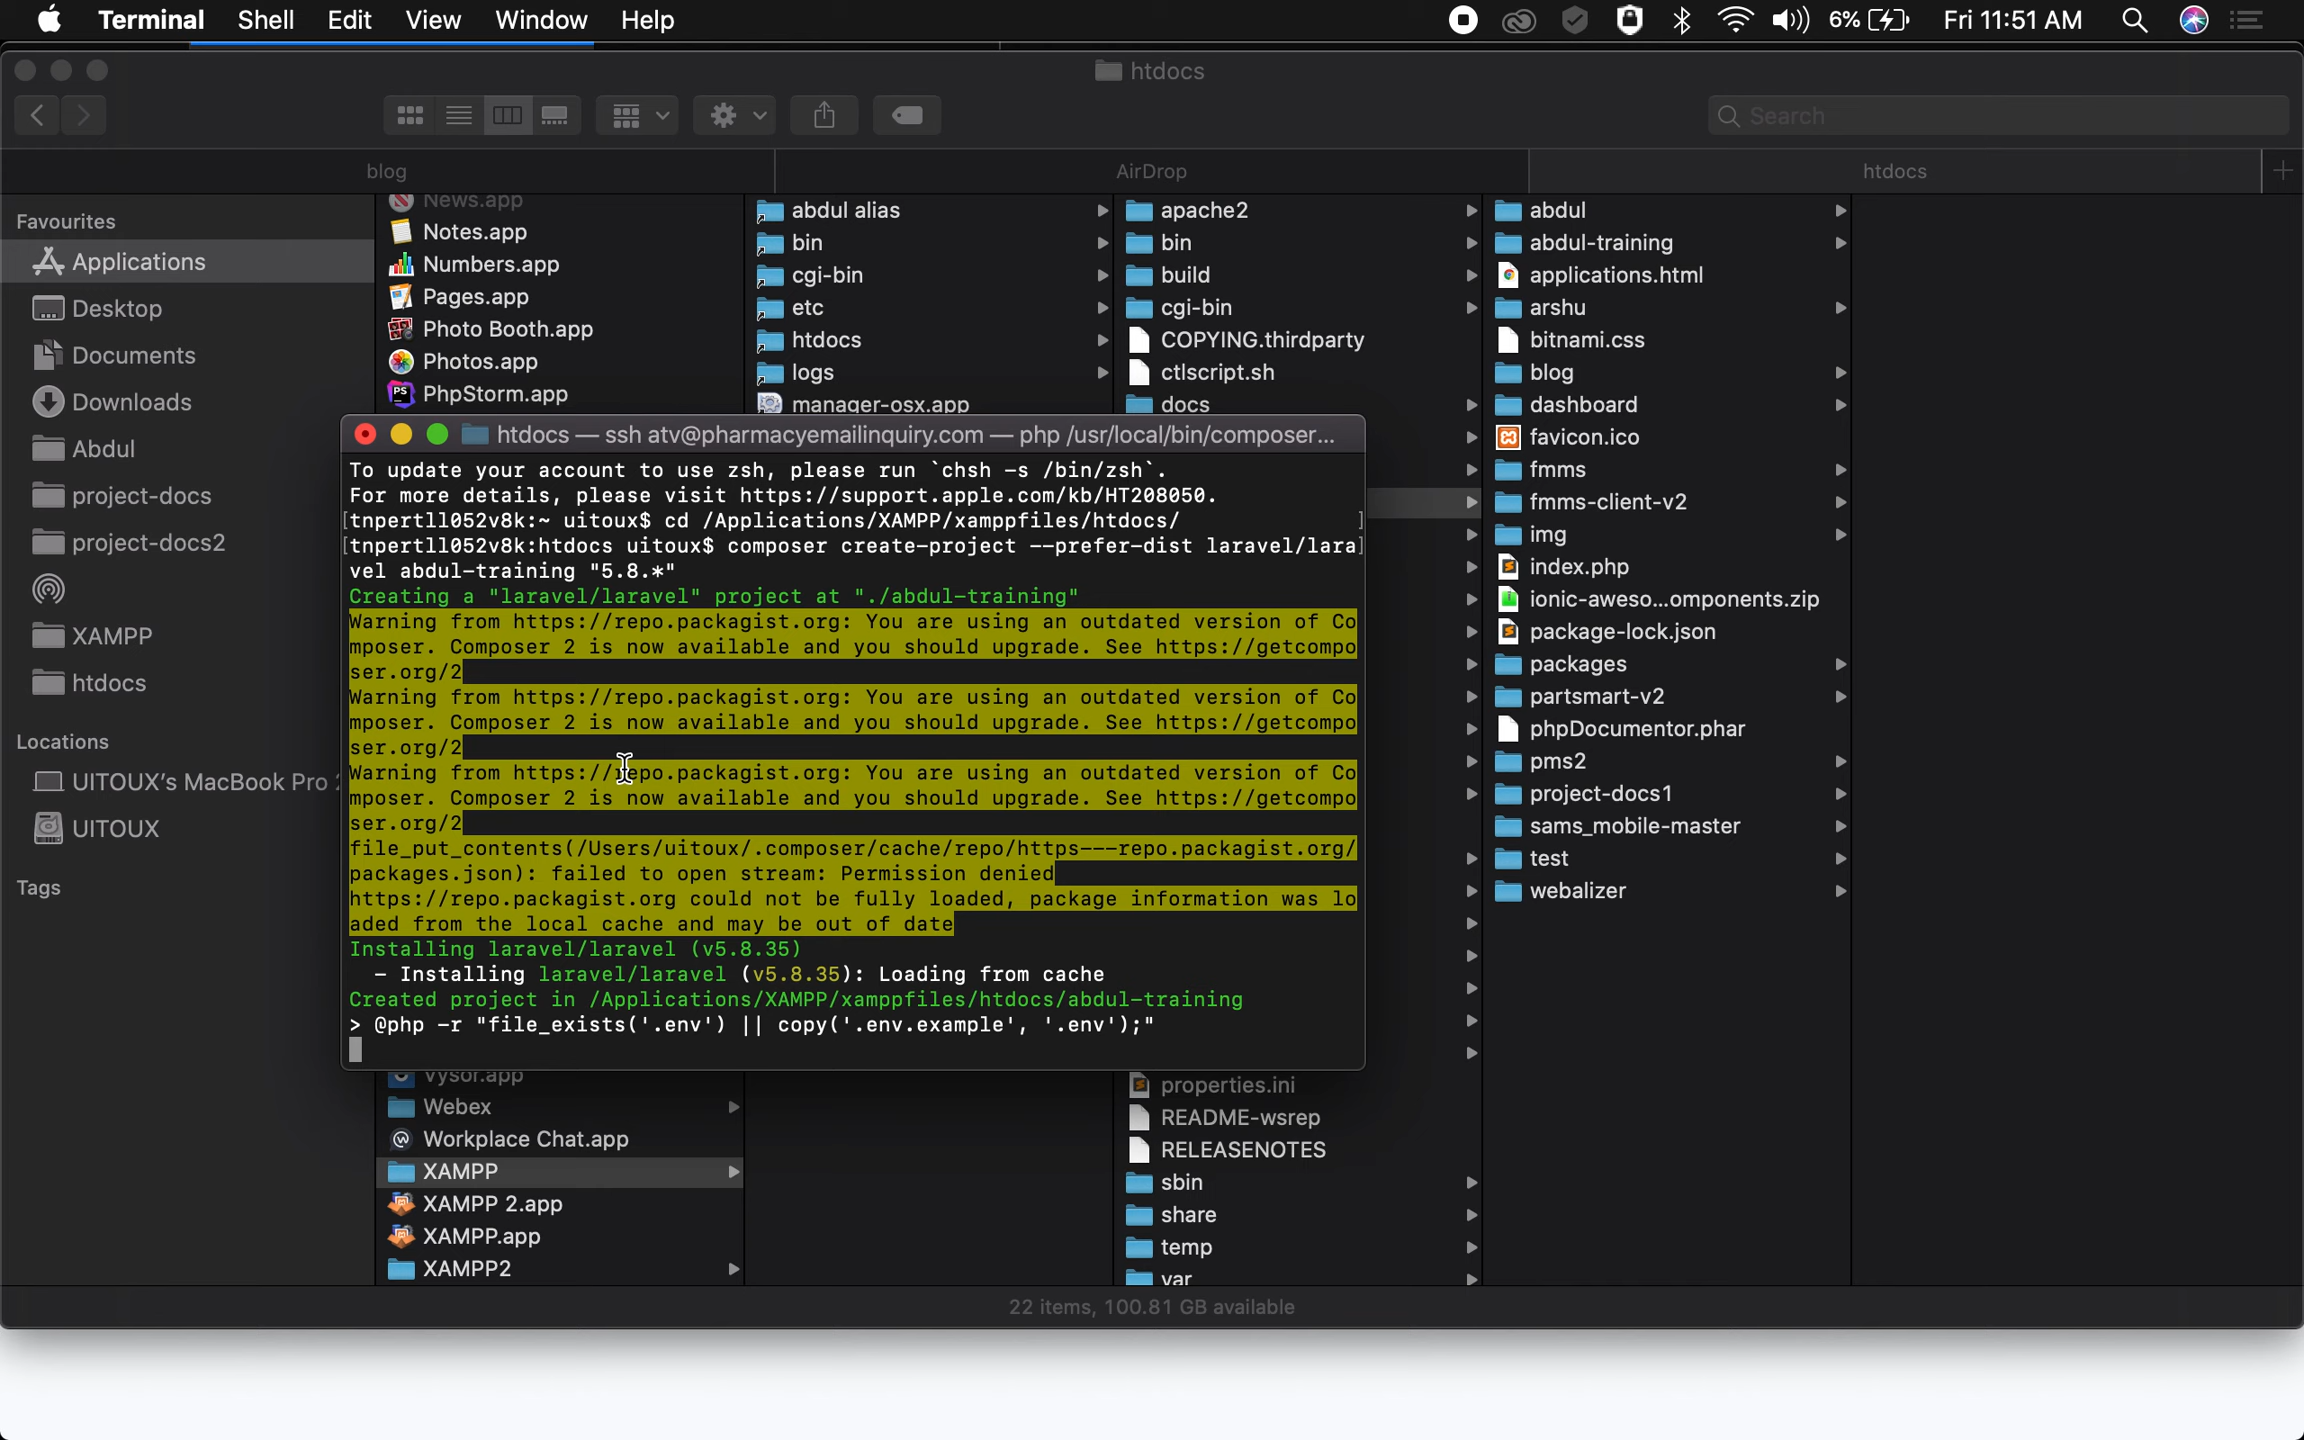 Terminal Shell Edit View Window Help 6% Fri 11:51 AM
htdocs
Search
blog AirDrop htdocs
Favourites
Applications
Desktop
Documents
Downloads
Abdul
project-docs
project-docs2
XAMPP
htdocs
Locations
UITOUX’s MacBook Pro
UITOUX
Tags
News.app
Notes.app
Numbers.app
Pages.app
Photo Booth.app
Photos.app
PhpStorm.app
Vysor.app
Webex
Workplace Chat.app
XAMPP
XAMPP 2.app
XAMPP.app
XAMPP2
abdul alias
bin
cgi-bin
etc
htdocs
logs
manager-osx.app
apache2
bin
build
cgi-bin
COPYING.thirdparty
ctlscript.sh
docs
properties.ini
README-wsrep
RELEASENOTES
sbin
share
temp
var
abdul
abdul-training
applications.html
arshu
bitnami.css
blog
dashboard
favicon.ico
fmms
fmms-client-v2
img
index.php
ionic-aweso...omponents.zip
package-lock.json
packages
partsmart-v2
phpDocumentor.phar
pms2
project-docs1
sams_mobile-master
test
webalizer
htdocs — ssh atv@pharmacyemailinquiry.com — php /usr/local/bin/composer...
To update your account to use zsh, please run `chsh -s /bin/zsh`.
For more details, please visit https://support.apple.com/kb/HT208050.
[tnpertll052v8k:~ uitoux$ cd /Applications/XAMPP/xamppfiles/htdocs/ ]
[tnpertll052v8k:htdocs uitoux$ composer create-project --prefer-dist laravel/lara]
vel abdul-training "5.8.*"
Creating a "laravel/laravel" project at "./abdul-training"
Warning from https://repo.packagist.org: You are using an outdated version of Co
mposer. Composer 2 is now available and you should upgrade. See https://getcompo
ser.org/2
Warning from https://repo.packagist.org: You are using an outdated version of Co
mposer. Composer 2 is now available and you should upgrade. See https://getcompo
ser.org/2
Warning from https://repo.packagist.org: You are using an outdated version of Co
mposer. Composer 2 is now available and you should upgrade. See https://getcompo
ser.org/2
file_put_contents(/Users/uitoux/.composer/cache/repo/https---repo.packagist.org/
packages.json): failed to open stream: Permission denied
https://repo.packagist.org could not be fully loaded, package information was lo
aded from the local cache and may be out of date
Installing laravel/laravel (v5.8.35)
- Installing laravel/laravel (v5.8.35): Loading from cache
Created project in /Applications/XAMPP/xamppfiles/htdocs/abdul-training
> @php -r "file_exists('.env') || copy('.env.example', '.env');"
22 items, 100.81 GB available